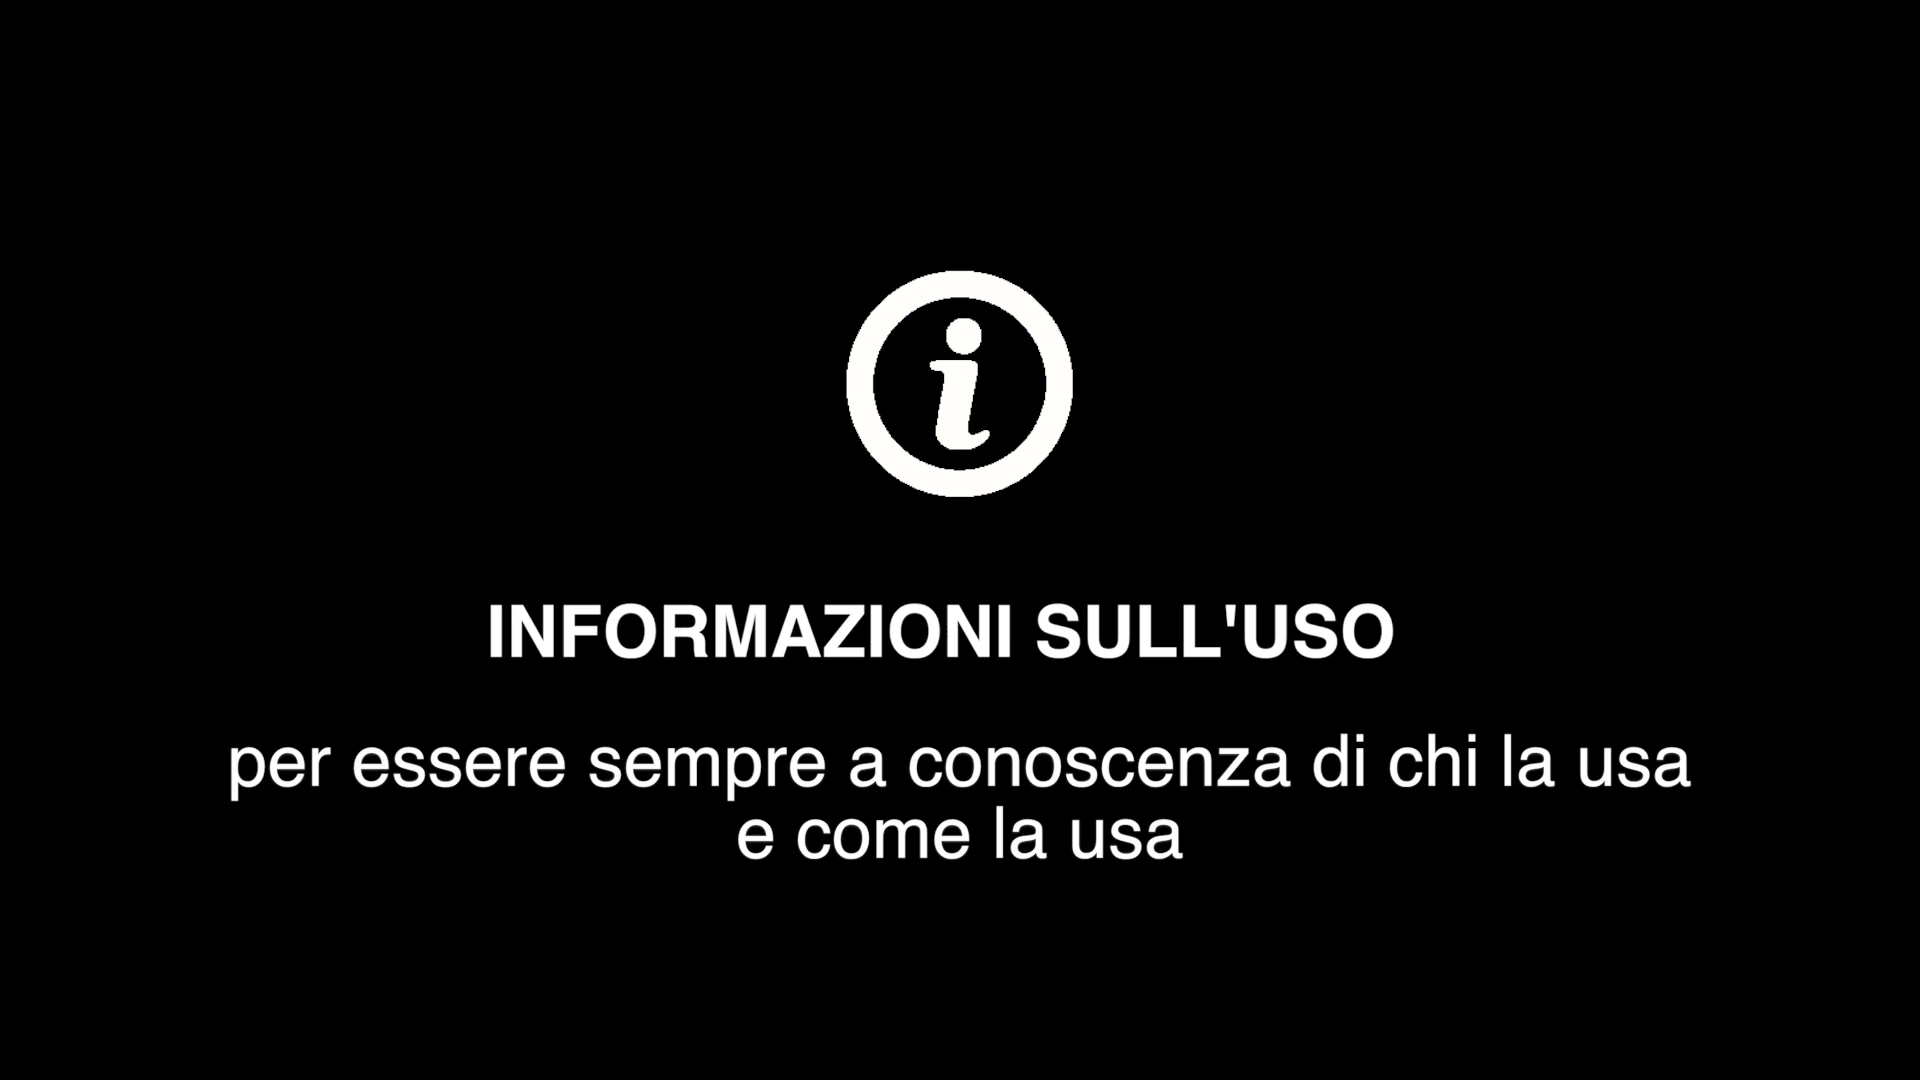 INFORMAZIONI SULL'USO
per essere sempre a conoscenza di chi la usa
e come la usa